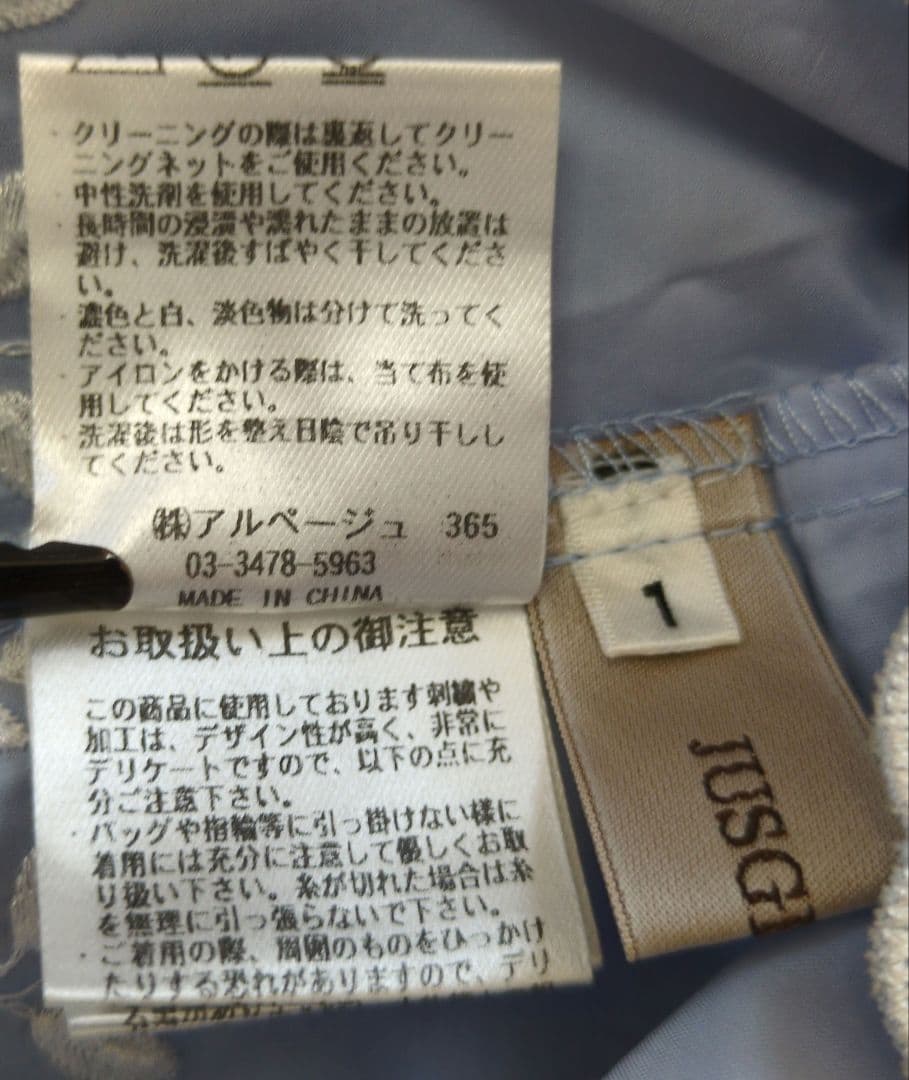 ・クリーニングの際は裏返してクリー
ニングネットをご使用ください。
・中性洗剤を使用してください。
・長時間の浸漬や濡れたままの放置は
避け、洗濯後すばやく干してくださ
い。
・濃色と白、淡色物は分けて洗ってく
ださい。
・アイロンをかける際は、当て布を使
用してください。
・洗濯後は形を整え日陰で吊り干しし
てください。
㈱アルページュ 365
03-3478-5963
MADE IN CHINA
お取扱い上の御注意
この商品に使用しております刺繍や
加工は、デザイン性が高く、非常に
デリケートですので、以下の点に充
分ご注意下さい。
・バッグや指輪等に引っ掛けない様に
着用には充分に注意して優しくお取
り扱い下さい。糸が切れた場合は糸
を無理に引っ張らないで下さい。
・ご着用の際、周囲のものをひっかけ
たりする恐れがありますので、デリ
1
JUSG